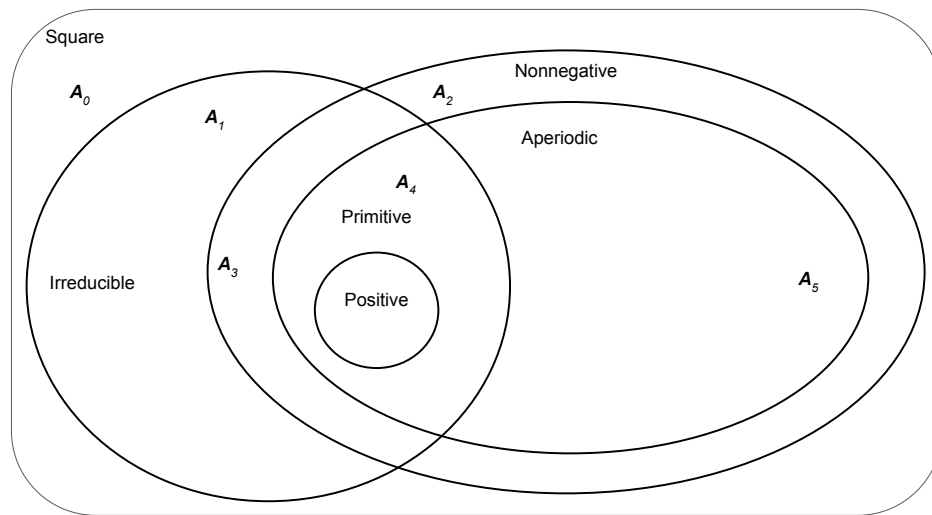 Square
Nonnegative
A0
A2
A1
Aperiodic
A4
Primitive
A3
Irreducible
A5
Positive